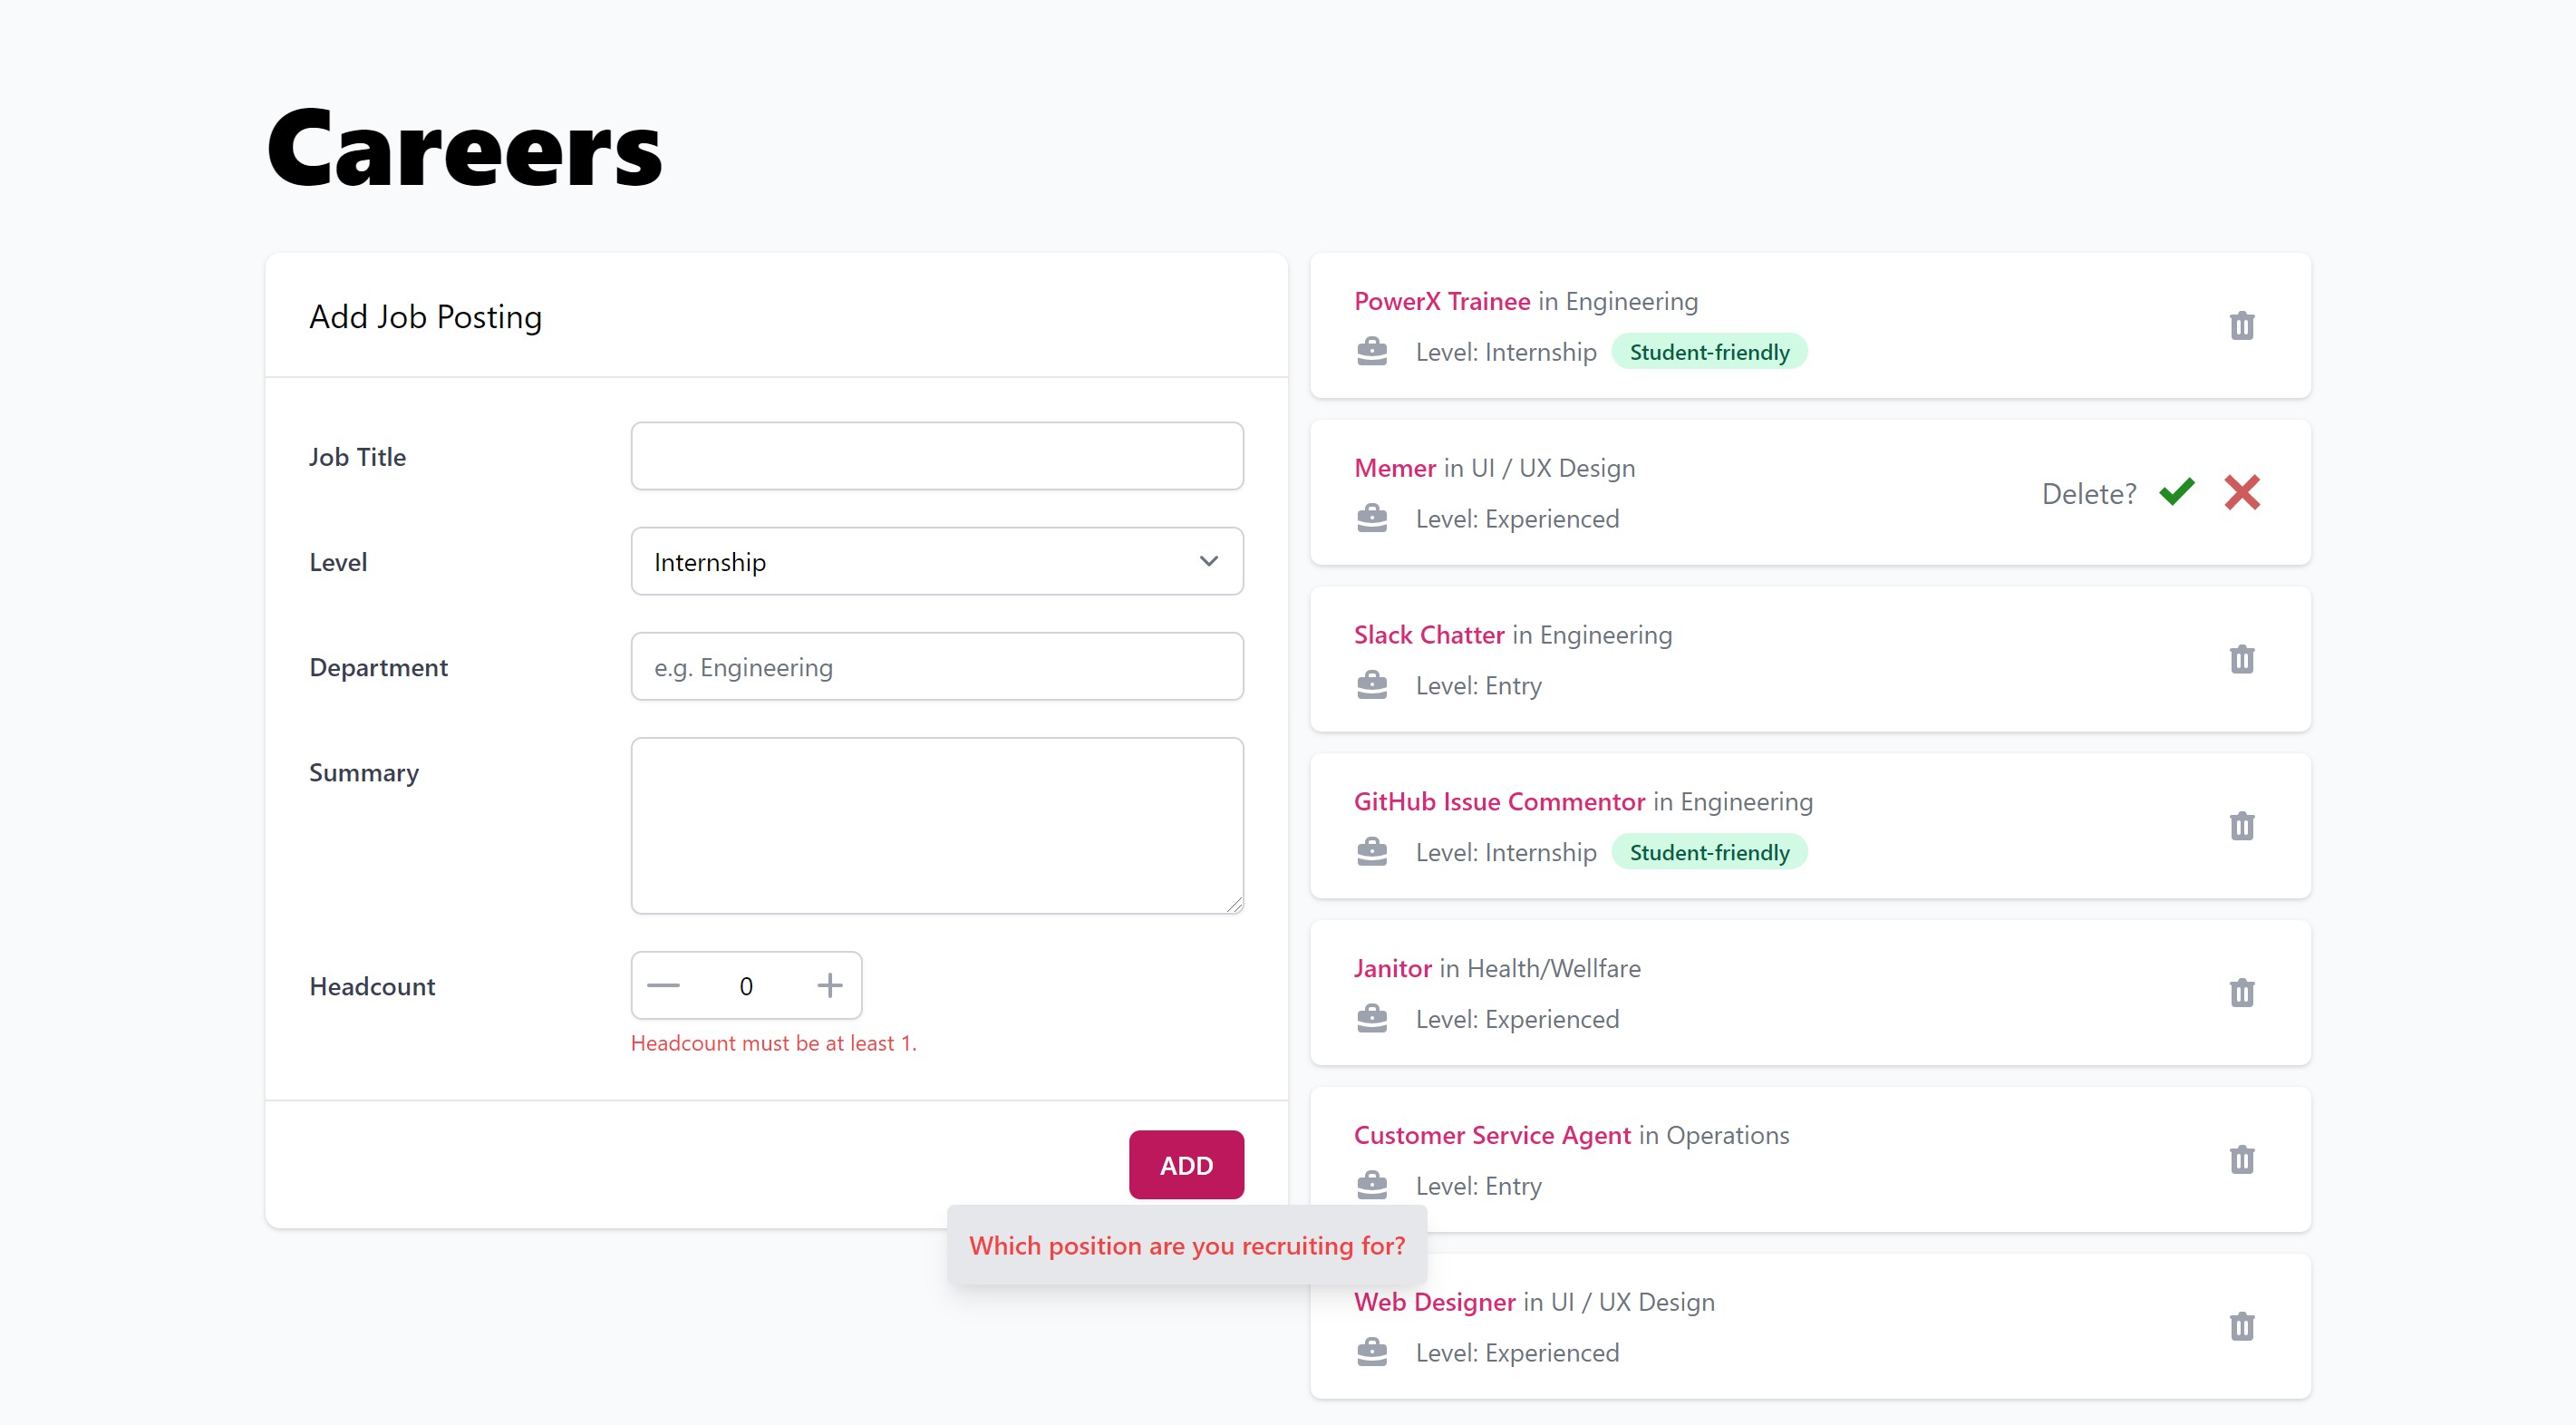 Careers
Add Job Posting
Job Title
Level
Internship
Department
e.g. Engineering
Summary
Headcount
0
Headcount must be at least 1.
ADD
Which position are you recruiting for?
PowerX Trainee in Engineering
Level: Internship Student-friendly
Memer in UI / UX Design
Level: Experienced
Delete?
Slack Chatter in Engineering
Level: Entry
GitHub Issue Commentor in Engineering
Level: Internship Student-friendly
Janitor in Health/Wellfare
Level: Experienced
Customer Service Agent in Operations
Level: Entry
Web Designer in UI / UX Design
Level: Experienced